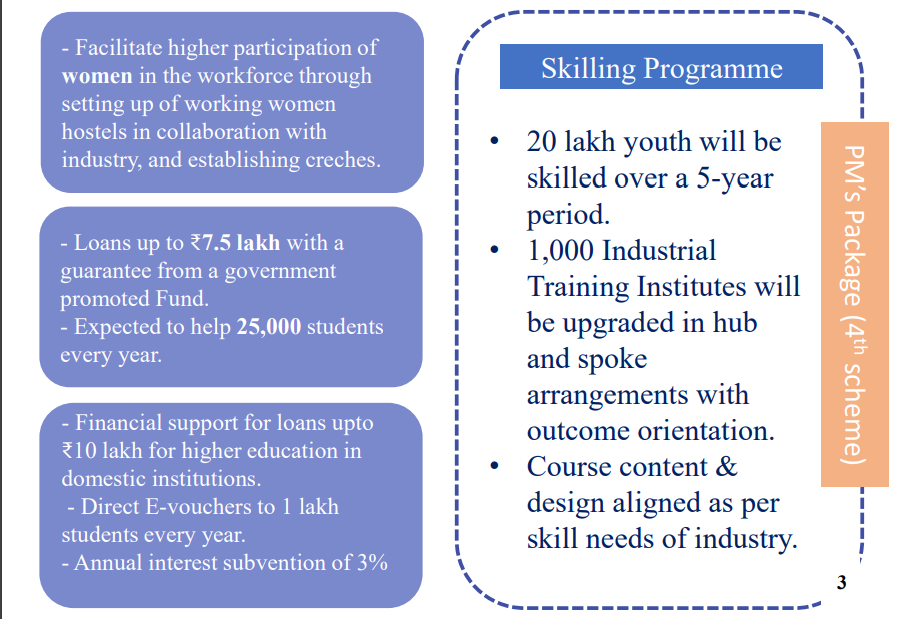 - Facilitate higher participation of
women in the workforce through
setting up of working women
hostels in collaboration with
industry, and establishing creches.
- Loans up to ₹7.5 lakh with a
guarantee from a government
promoted Fund.
- Expected to help 25,000 students
every year.
- Financial support for loans upto
₹10 lakh for higher education in
domestic institutions.
- Direct E-vouchers to 1 lakh
students every year.
- Annual interest subvention of 3%
Skilling Programme
• 20 lakh youth will be
skilled over a 5-year
period.
• 1,000 Industrial
Training Institutes will
be upgraded in hub
and spoke
arrangements with
outcome orientation.
• Course content &
design aligned as per
skill needs of industry.
PM's Package (4th scheme)
3